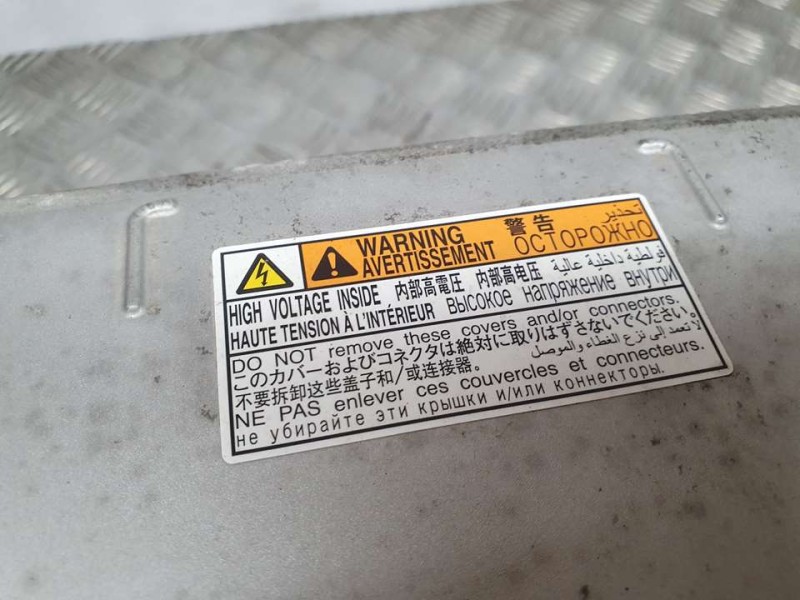 WARNING 警告 تحذير
AVERTISSEMENT ОСТОРОЖНО
HIGH VOLTAGE INSIDE 内部高電圧 内部高电压 فولطية داخلية عالية
HAUTE TENSION À L'INTÉRIEUR Высокое напряжение внутри
DO NOT remove these covers and/or connectors.
このカバーおよびコネクタは絶対に取りはずさないでください。
不要拆卸这些盖子和/或连接器。 لا تعمد إلى نزع الغطاء والموصل
NE PAS enlever ces couvercles et connecteurs.
не убирайте эти крышки и/или коннекторы.